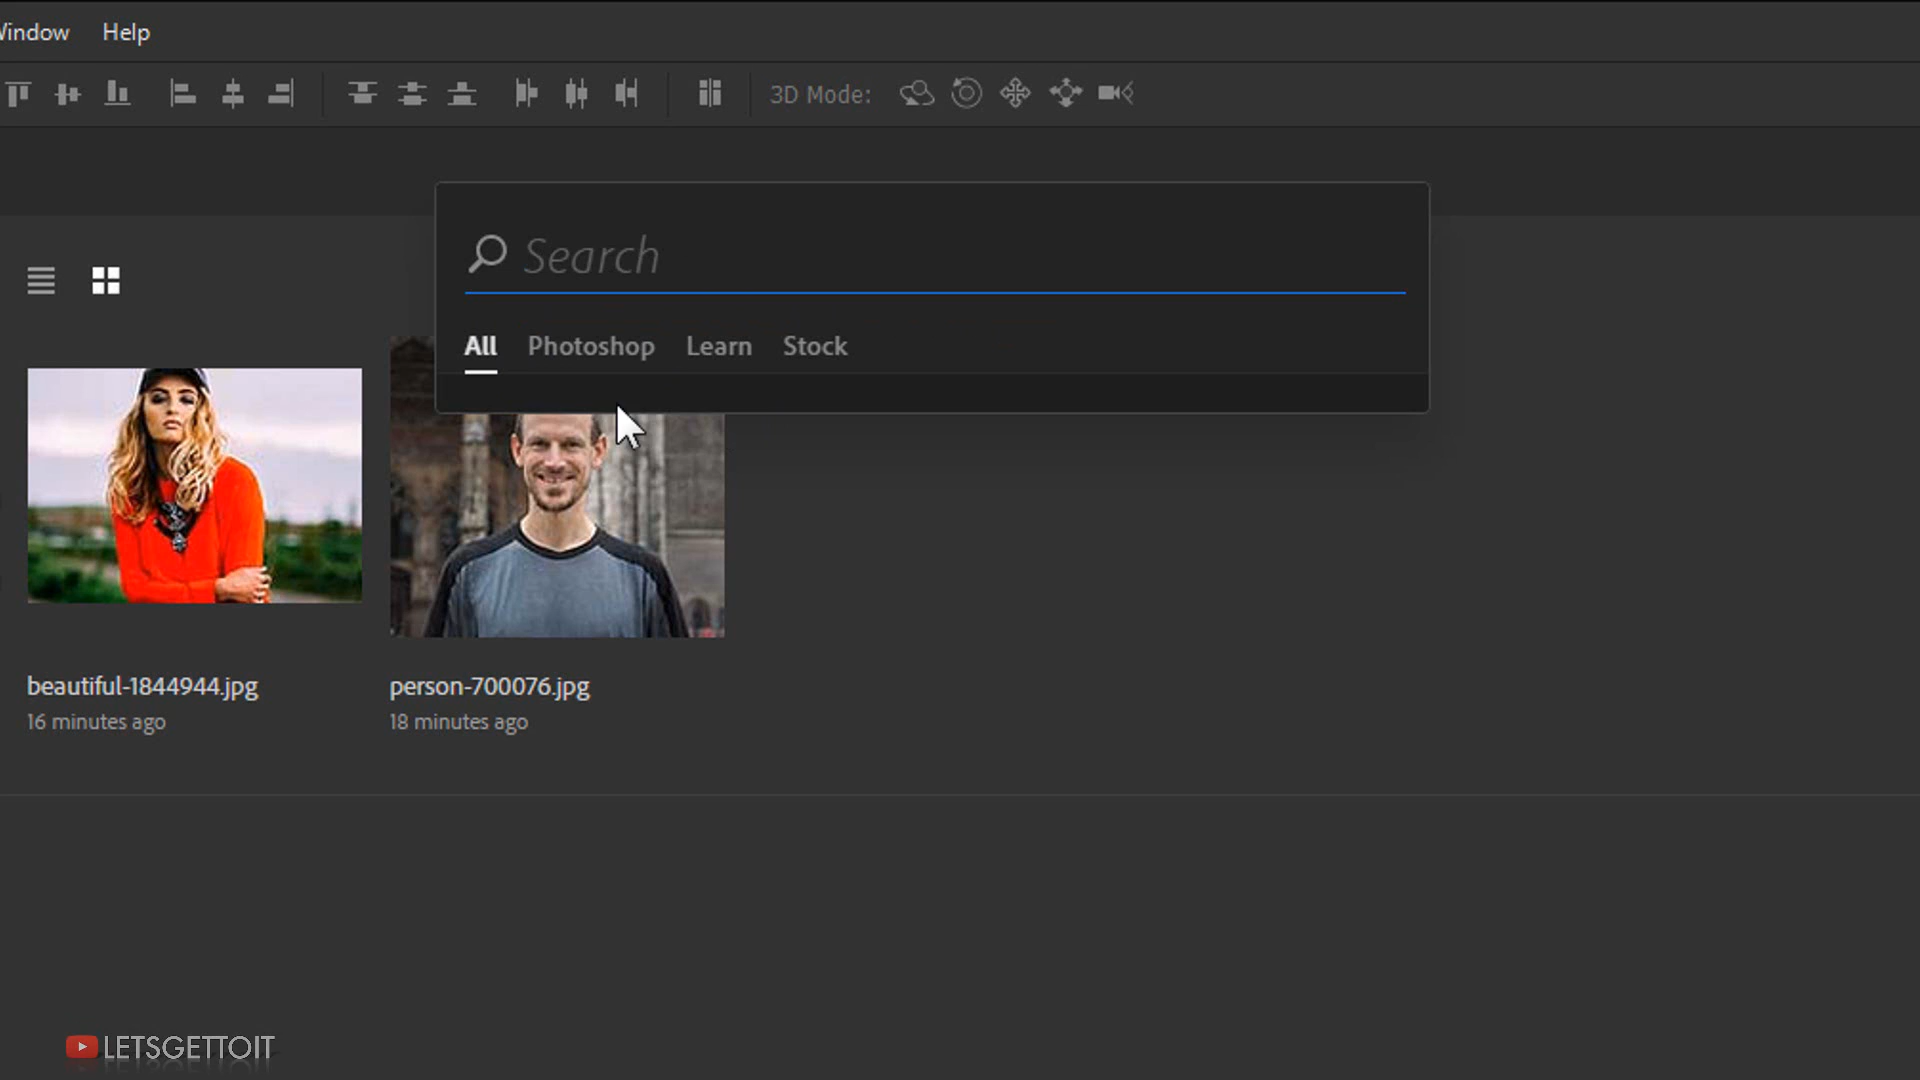 Window Help
3D Mode:
Search
All Photoshop Learn Stock
beautiful-1844944.jpg
16 minutes ago
person-700076.jpg
18 minutes ago
LETSGETTOIT